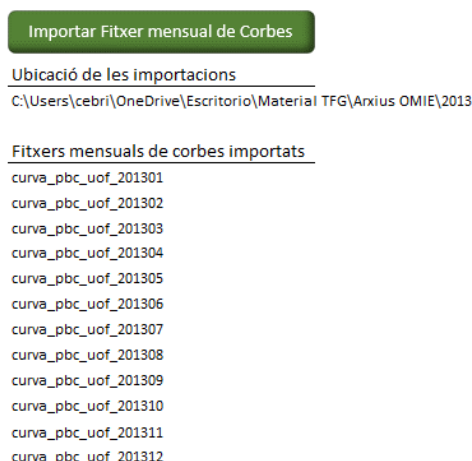 Importar Fitxer mensual de Corbes
Ubicació de les importacions
C:\Users\cebri\OneDrive\Escritorio\Material TFG\Arxius OMIE\2013
Fitxers mensuals de corbes importats
curva_pbc_uof_201301
curva_pbc_uof_201302
curva_pbc_uof_201303
curva_pbc_uof_201304
curva_pbc_uof_201305
curva_pbc_uof_201306
curva_pbc_uof_201307
curva_pbc_uof_201308
curva_pbc_uof_201309
curva_pbc_uof_201310
curva_pbc_uof_201311
curva_pbc_uof_201312